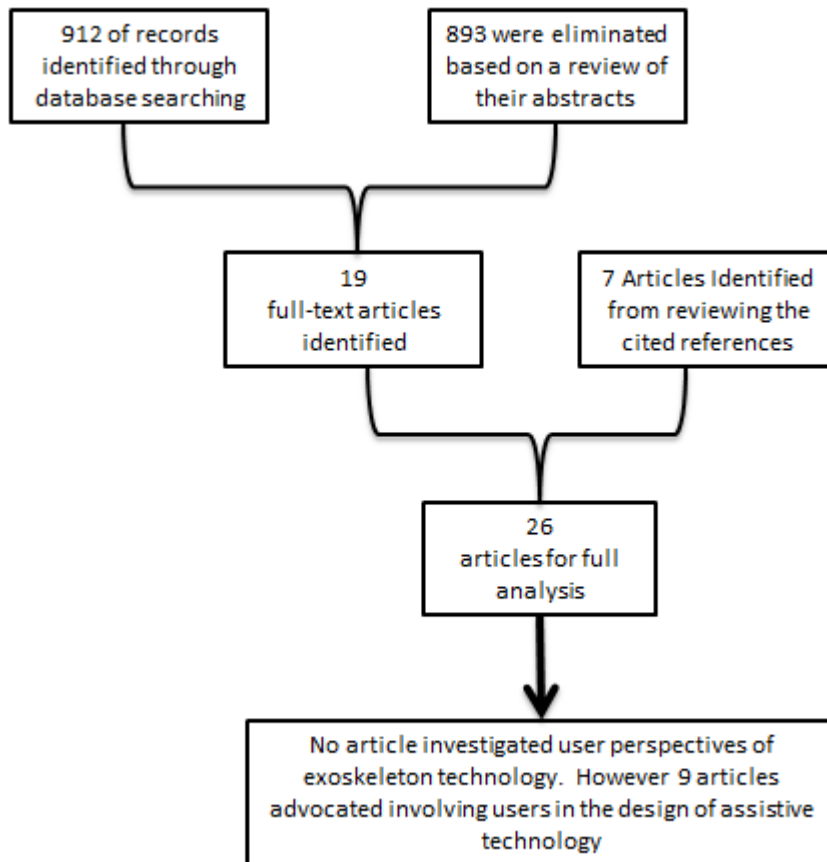 912 of records
identified through
database searching
893 were eliminated
based on a review of
their abstracts
19
full-text articles
identified
7 Articles Identified
from reviewing the
cited references
26
articles for full
analysis
No article investigated user perspectives of
exoskeleton technology.  However 9 articles
advocated involving users in the design of assistive
technology